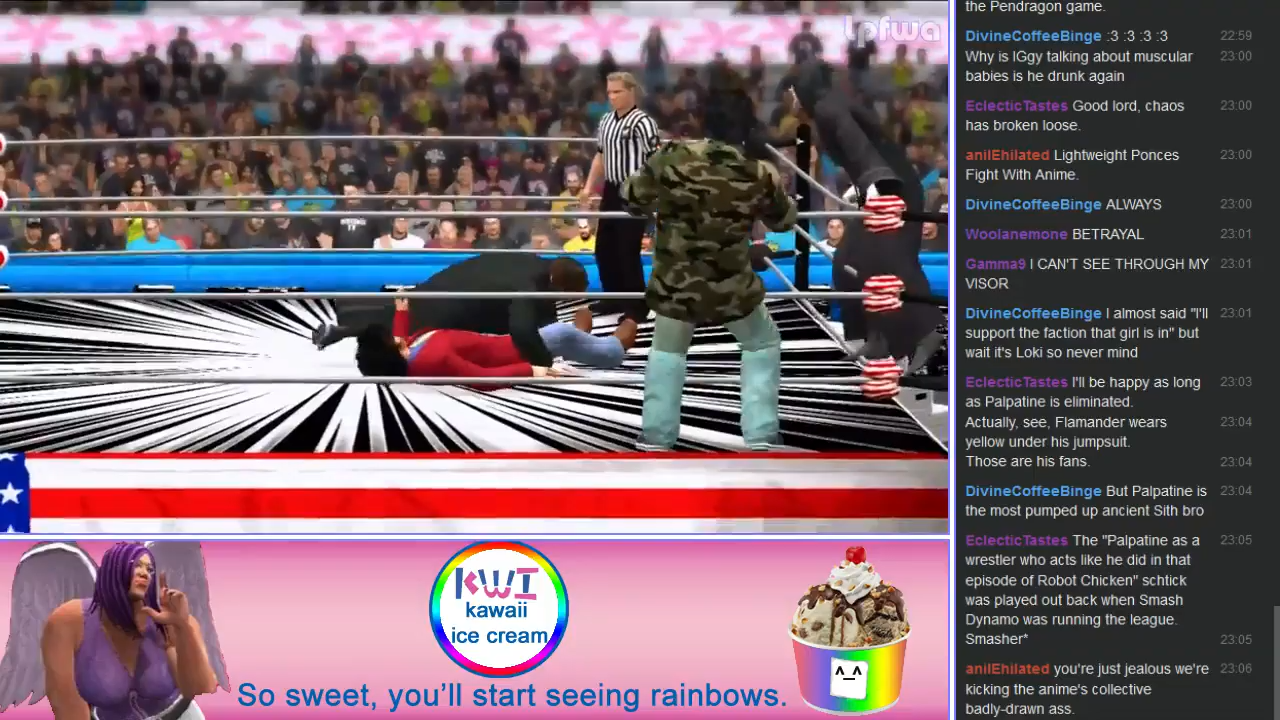 lpfwa
KWI
kawaii
ice cream
So sweet, you'll start seeing rainbows.
^_^
the Pendragon game.
DivineCoffeeBinge :3 :3 :3 :3 22:59
Why is IGgy talking about muscular 23:00
babies is he drunk again
EclecticTastes Good lord, chaos 23:00
has broken loose.
anilEhilated Lightweight Ponces 23:00
Fight With Anime.
DivineCoffeeBinge ALWAYS 23:00
Woolanemone BETRAYAL 23:01
Gamma9 I CAN'T SEE THROUGH MY 23:01
VISOR
DivineCoffeeBinge I almost said "I'll 23:01
support the faction that girl is in" but
wait it's Loki so never mind
EclecticTastes I'll be happy as long 23:03
as Palpatine is eliminated.
Actually, see, Flamander wears 23:04
yellow under his jumpsuit.
Those are his fans. 23:04
DivineCoffeeBinge But Palpatine is 23:04
the most pumped up ancient Sith bro
EclecticTastes The "Palpatine as a 23:05
wrestler who acts like he did in that
episode of Robot Chicken" schtick
was played out back when Smash
Dynamo was running the league.
Smasher* 23:05
anilEhilated you're just jealous we're 23:06
kicking the anime's collective
badly-drawn ass.